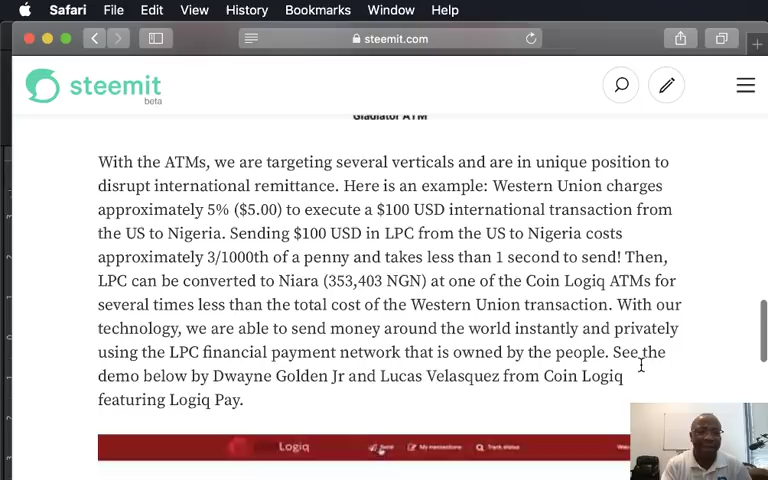 Safari File Edit View History Bookmarks Window Help
steemit.com
steemit
beta
Gladiator ATM
With the ATMs, we are targeting several verticals and are in unique position to
disrupt international remittance. Here is an example: Western Union charges
approximately 5% ($5.00) to execute a $100 USD international transaction from
the US to Nigeria. Sending $100 USD in LPC from the US to Nigeria costs
approximately 3/1000th of a penny and takes less than 1 second to send! Then,
LPC can be converted to Niara (353,403 NGN) at one of the Coin Logiq ATMs for
several times less than the total cost of the Western Union transaction. With our
technology, we are able to send money around the world instantly and privately
using the LPC financial payment network that is owned by the people. See the
demo below by Dwayne Golden Jr and Lucas Velasquez from Coin Logiq
featuring Logiq Pay.
Logiq Send My transactions Track status